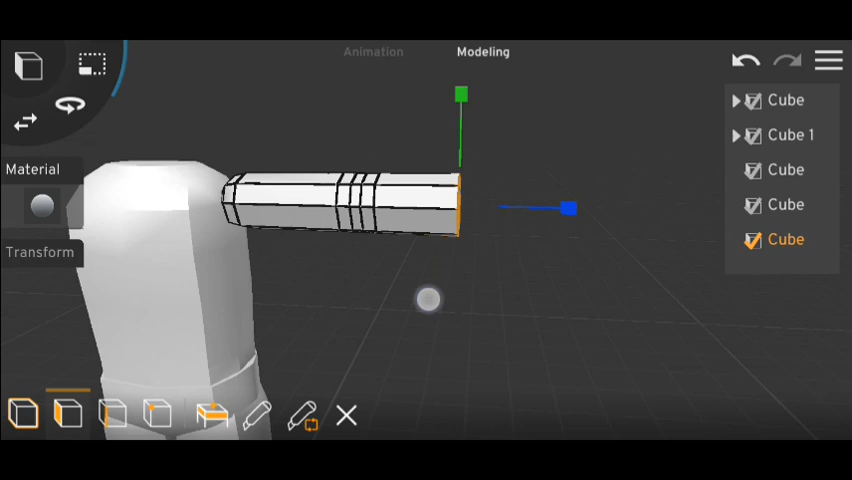 Animation
Modeling
Material
Transform
Cube
Cube 1
Cube
Cube
Cube